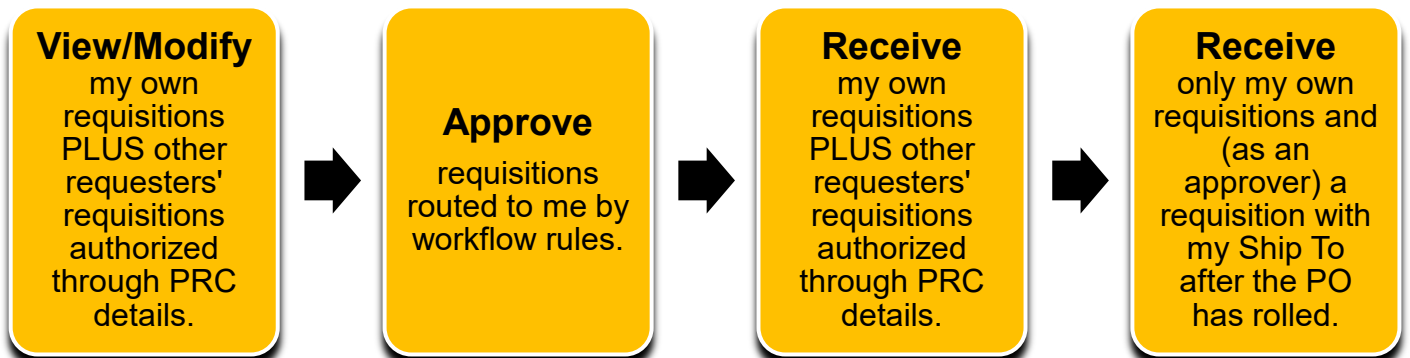 View/Modify
my own
requisitions
PLUS other
requesters'
requisitions
authorized
through PRC
details.
Approve
requisitions
routed to me by
workflow rules.
Receive
my own
requisitions
PLUS other
requesters'
requisitions
authorized
through PRC
details.
Receive
only my own
requisitions and
(as an
approver) a
requisition with
my Ship To
after the PO
has rolled.